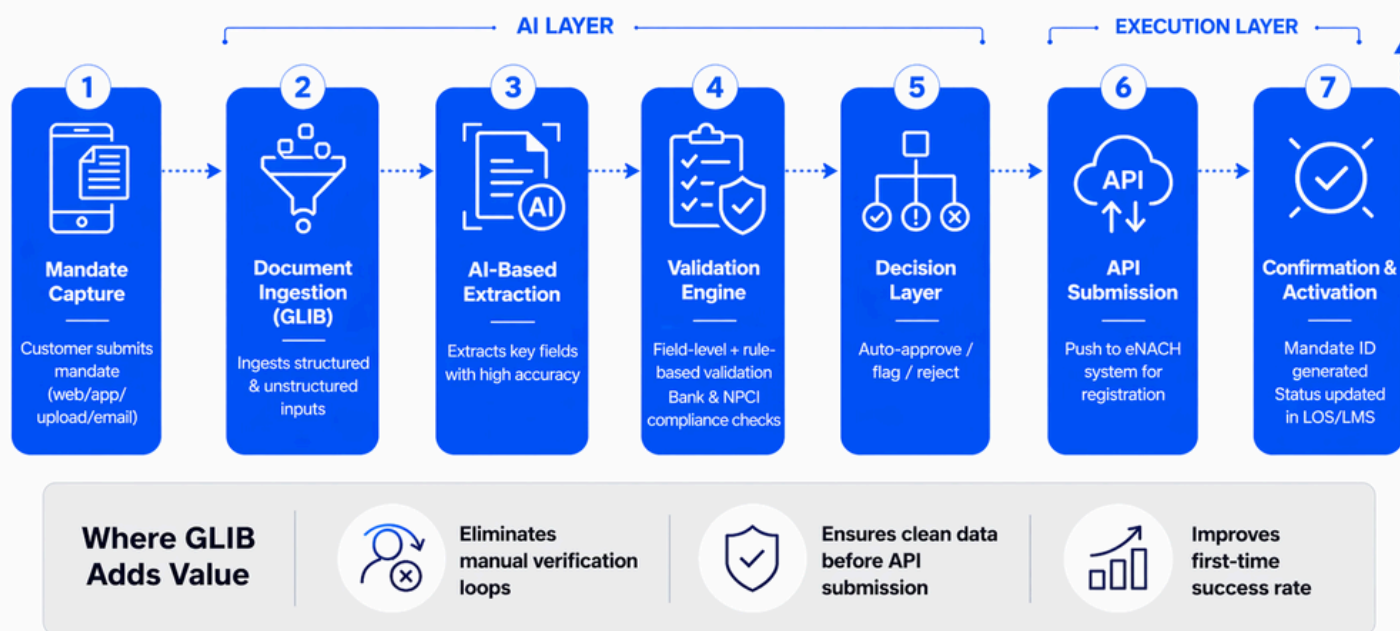 AI LAYER
EXECUTION LAYER
1
Mandate
Capture
Customer submits
mandate
(web/app/
upload/email)
2
Document
Ingestion
(GLIB)
Ingests structured
& unstructured
inputs
3
AI
AI-Based
Extraction
Extracts key fields
with high accuracy
4
Validation
Engine
Field-level + rule-
based validation
Bank & NPCI
compliance checks
5
Decision
Layer
Auto-approve /
flag / reject
6
API
API
Submission
Push to eNACH
system for
registration
7
Confirmation &
Activation
Mandate ID
generated
Status updated
in LOS/LMS
Where GLIB
Adds Value
Eliminates
manual verification
loops
Ensures clean data
before API
submission
Improves
first-time
success rate